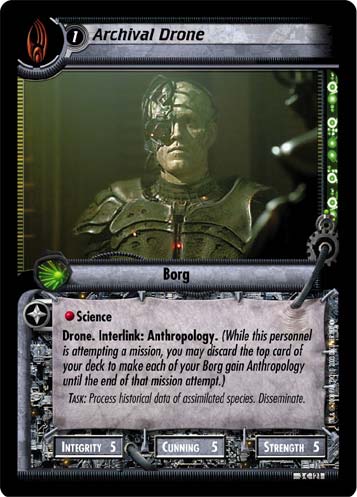 1 Archival Drone
Borg
Science
Drone. Interlink: Anthropology. (While this personnel
is attempting a mission, you may discard the top card of
your deck to make each of your Borg gain Anthropology
until the end of that mission attempt.)
TASK: Process historical data of assimilated species. Disseminate.
INTEGRITY 5 CUNNING 5 STRENGTH 5
3 C 121